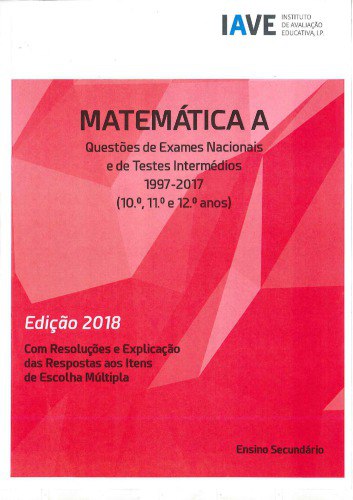 IAVE
INSTITUTO
DE AVALIAÇÃO
EDUCATIVA, I.P.
MATEMÁTICA A
Questões de Exames Nacionais
e de Testes Intermédios
1997-2017
(10.º, 11.º e 12.º anos)
Edição 2018
Com Resoluções e Explicação
das Respostas aos Itens
de Escolha Múltipla
Ensino Secundário